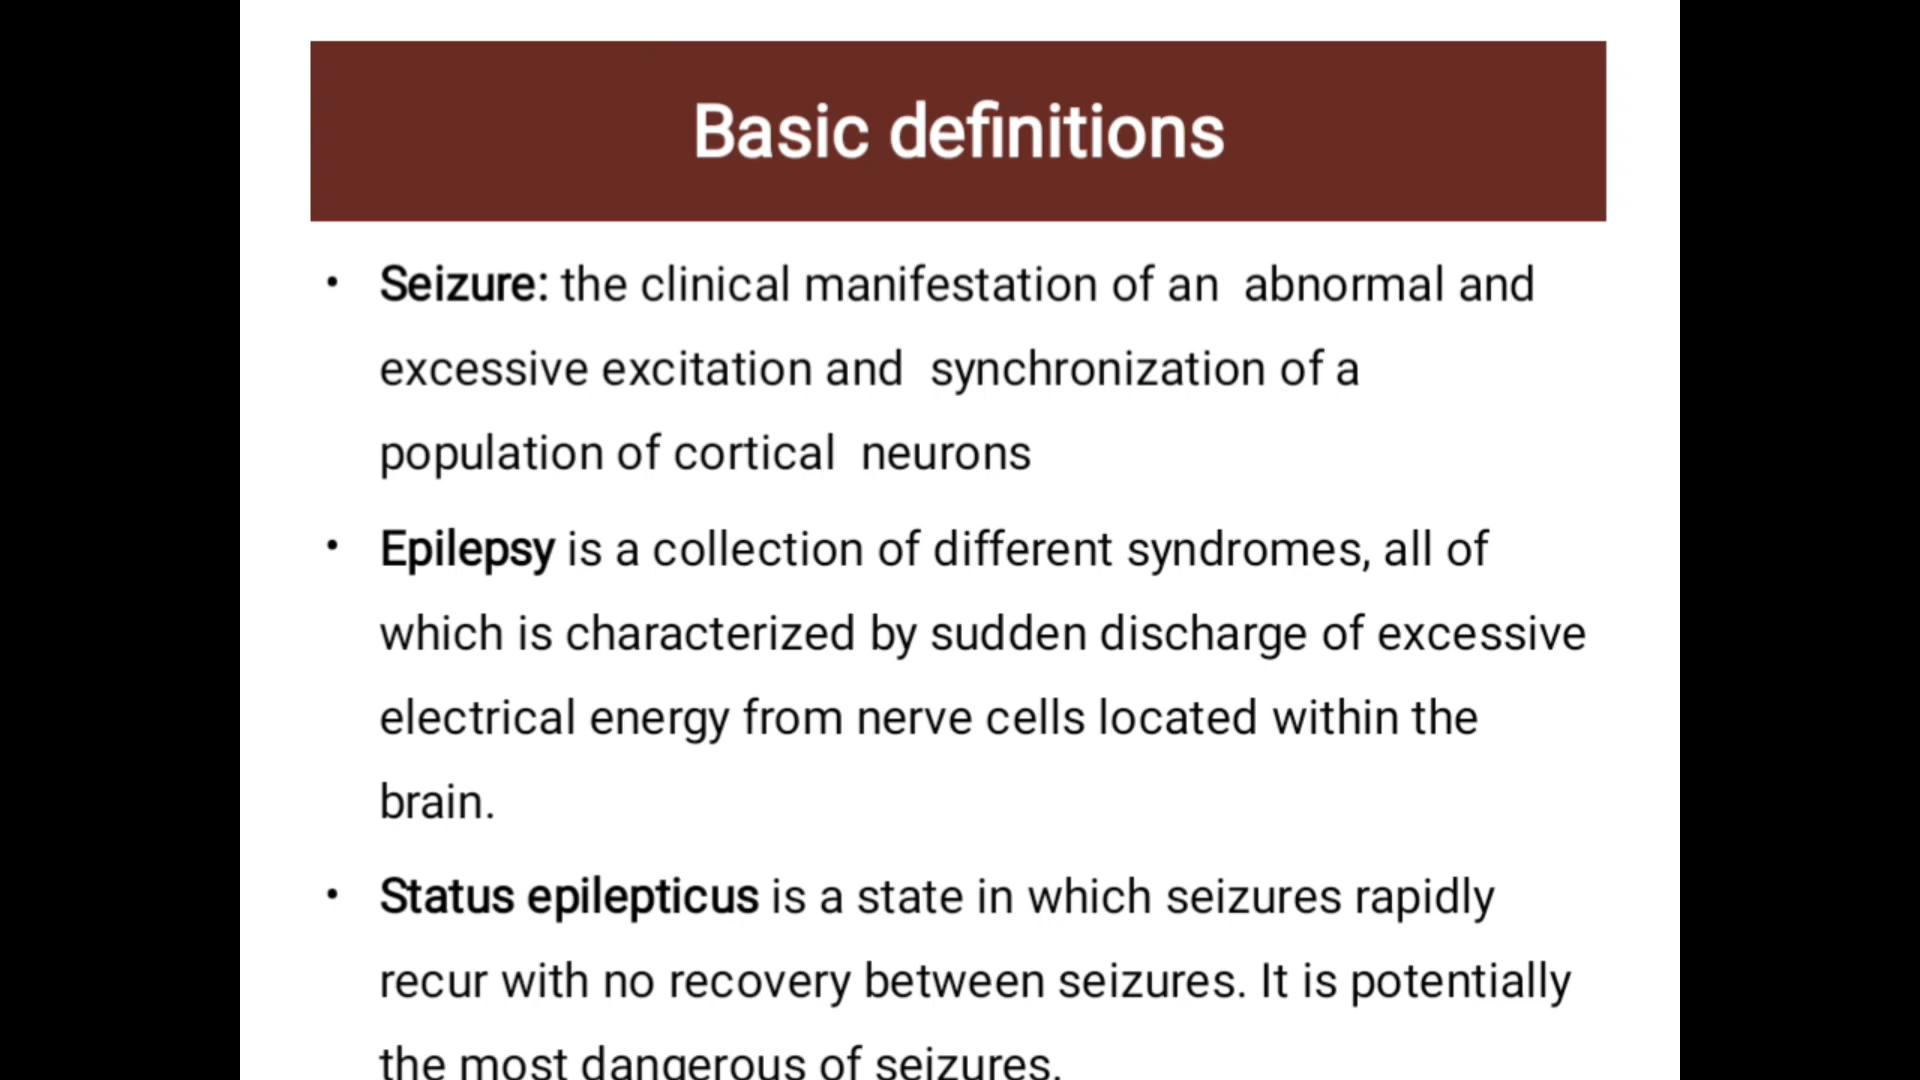 Basic definitions
• Seizure: the clinical manifestation of an  abnormal and
excessive excitation and  synchronization of a
population of cortical  neurons
• Epilepsy is a collection of different syndromes, all of
which is characterized by sudden discharge of excessive
electrical energy from nerve cells located within the
brain.
• Status epilepticus is a state in which seizures rapidly
recur with no recovery between seizures. It is potentially
the most dangerous of seizures.